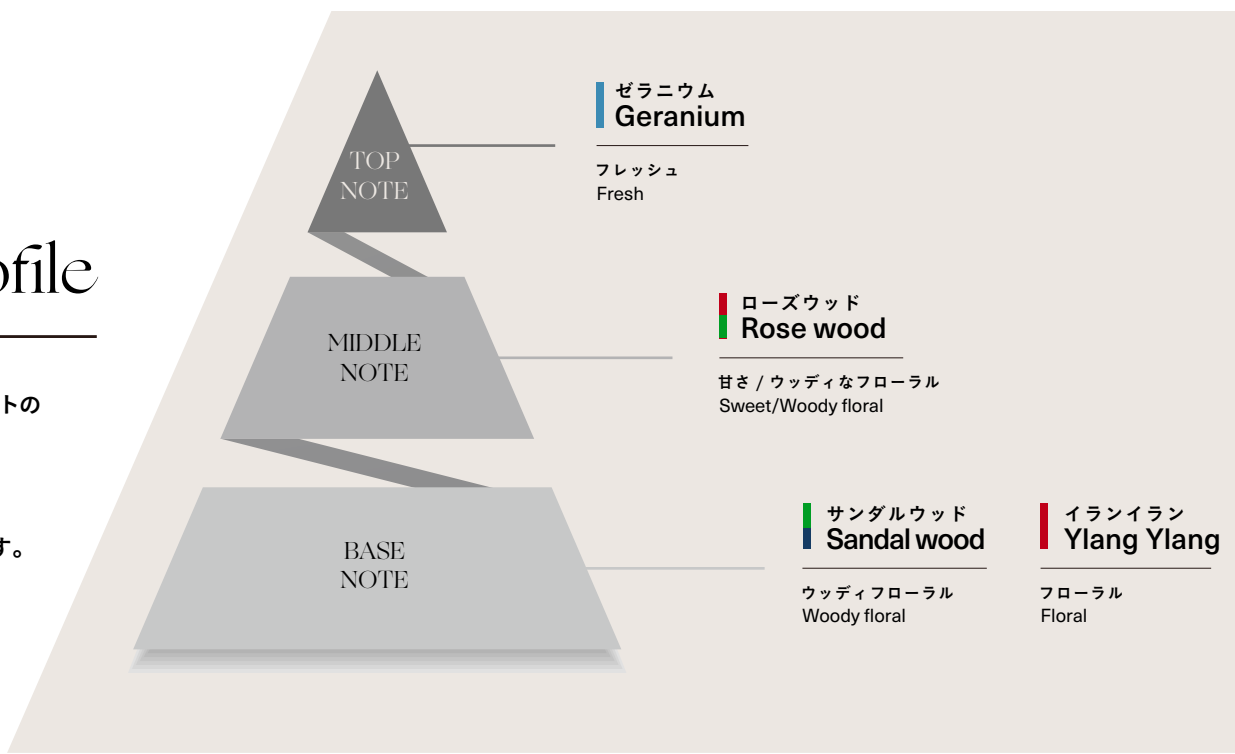 ofile
トの
す。
TOP
NOTE
ゼラニウム
Geranium
フレッシュ
Fresh
MIDDLE
NOTE
ローズウッド
Rose wood
甘さ / ウッディなフローラル
Sweet/Woody floral
BASE
NOTE
サンダルウッド
Sandal wood
ウッディフローラル
Woody floral
イランイラン
Ylang Ylang
フローラル
Floral